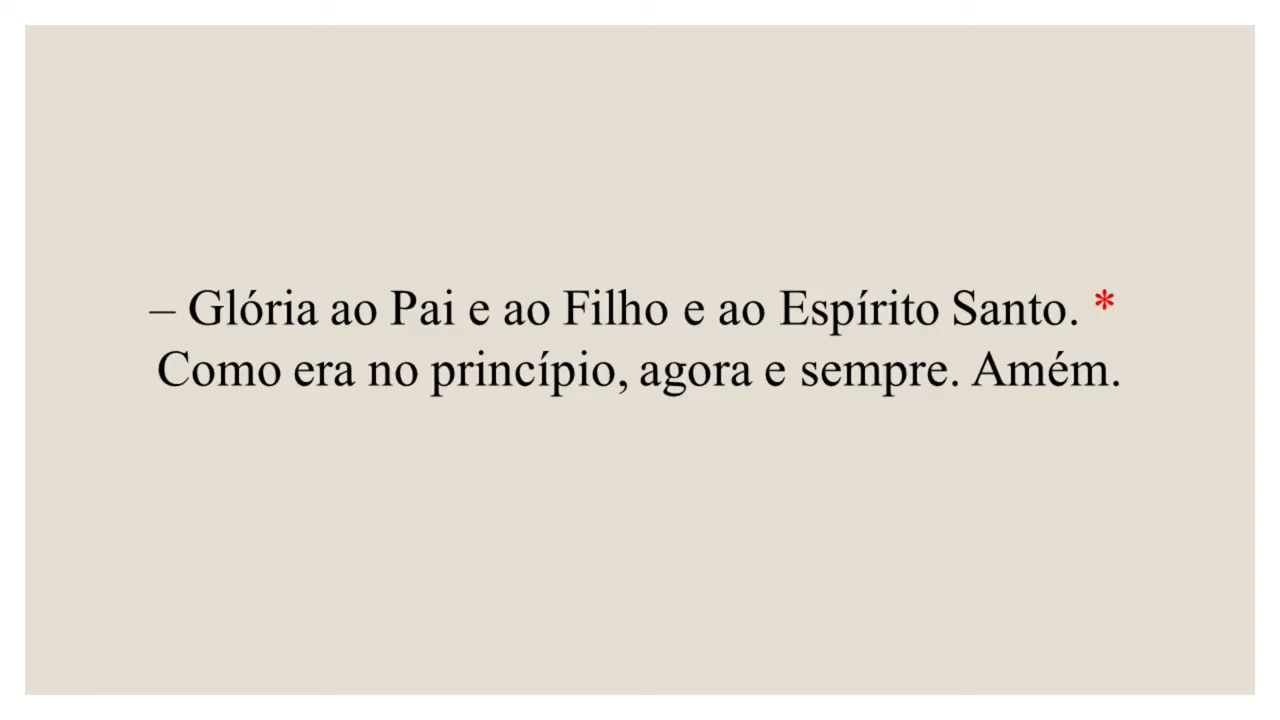 – Glória ao Pai e ao Filho e ao Espírito Santo. *
Como era no princípio, agora e sempre. Amém.